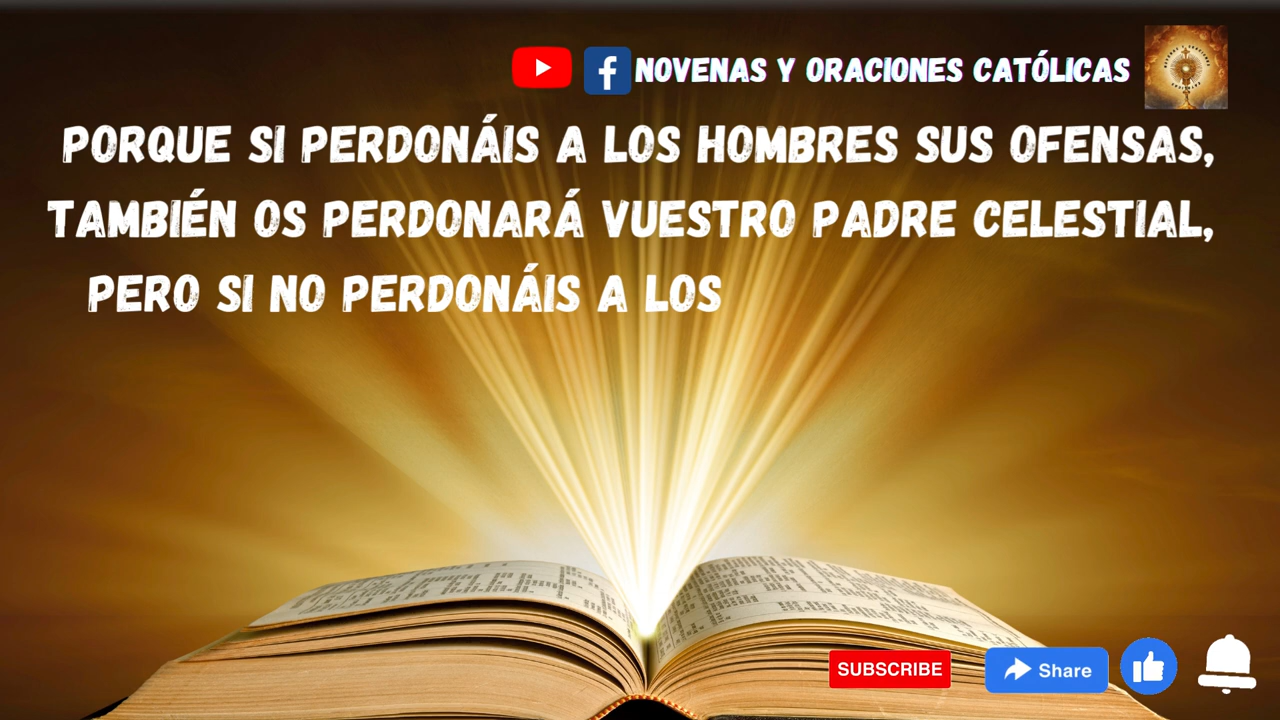 NOVENAS Y ORACIONES CATÓLICAS
PORQUE SI PERDONÁIS A LOS HOMBRES SUS OFENSAS,
TAMBIÉN OS PERDONARÁ VUESTRO PADRE CELESTIAL,
PERO SI NO PERDONÁIS A LOS
SUBSCRIBE
Share